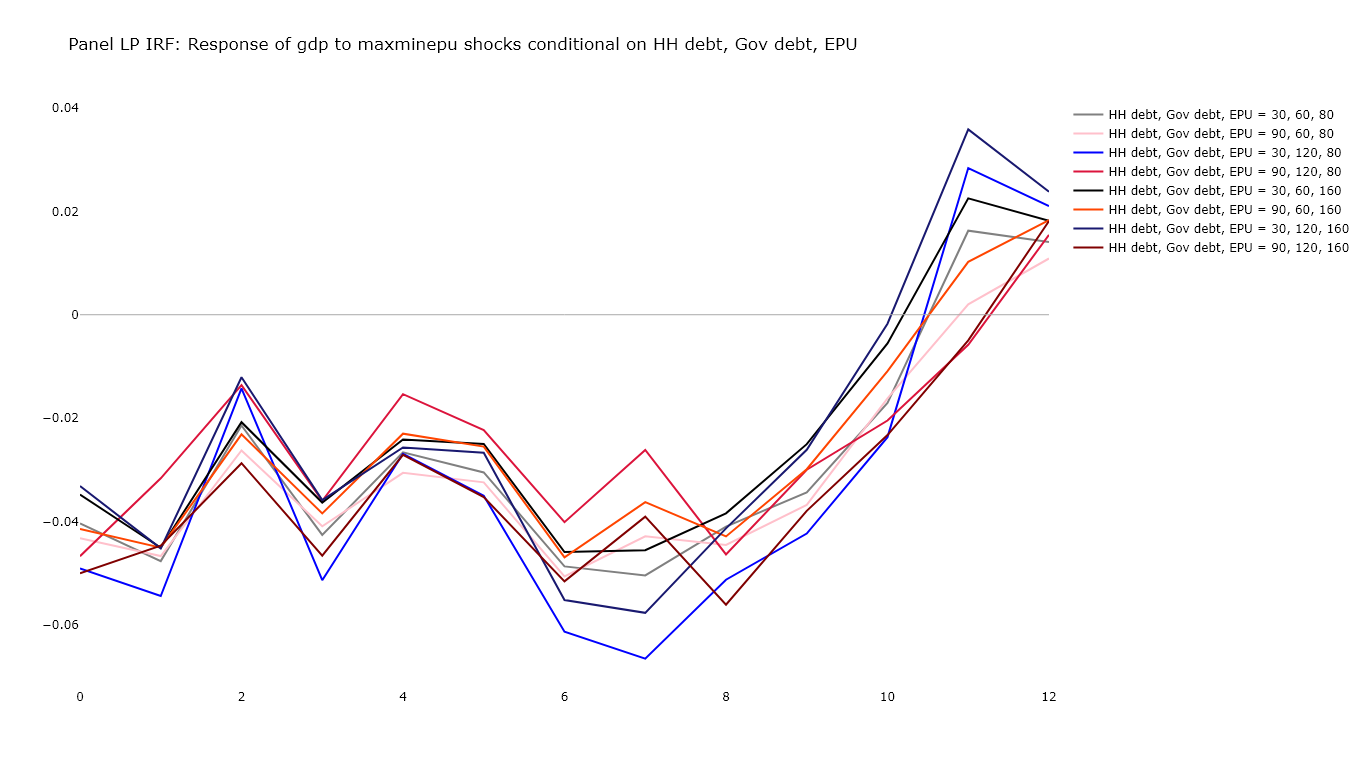 Panel LP IRF: Response of gdp to maxminepu shocks conditional on HH debt, Gov debt, EPU
0.04
0.02
0
−0.02
−0.04
−0.06
0 2 4 6 8 10 12
HH debt, Gov debt, EPU = 30, 60, 80
HH debt, Gov debt, EPU = 90, 60, 80
HH debt, Gov debt, EPU = 30, 120, 80
HH debt, Gov debt, EPU = 90, 120, 80
HH debt, Gov debt, EPU = 30, 60, 160
HH debt, Gov debt, EPU = 90, 60, 160
HH debt, Gov debt, EPU = 30, 120, 160
HH debt, Gov debt, EPU = 90, 120, 160